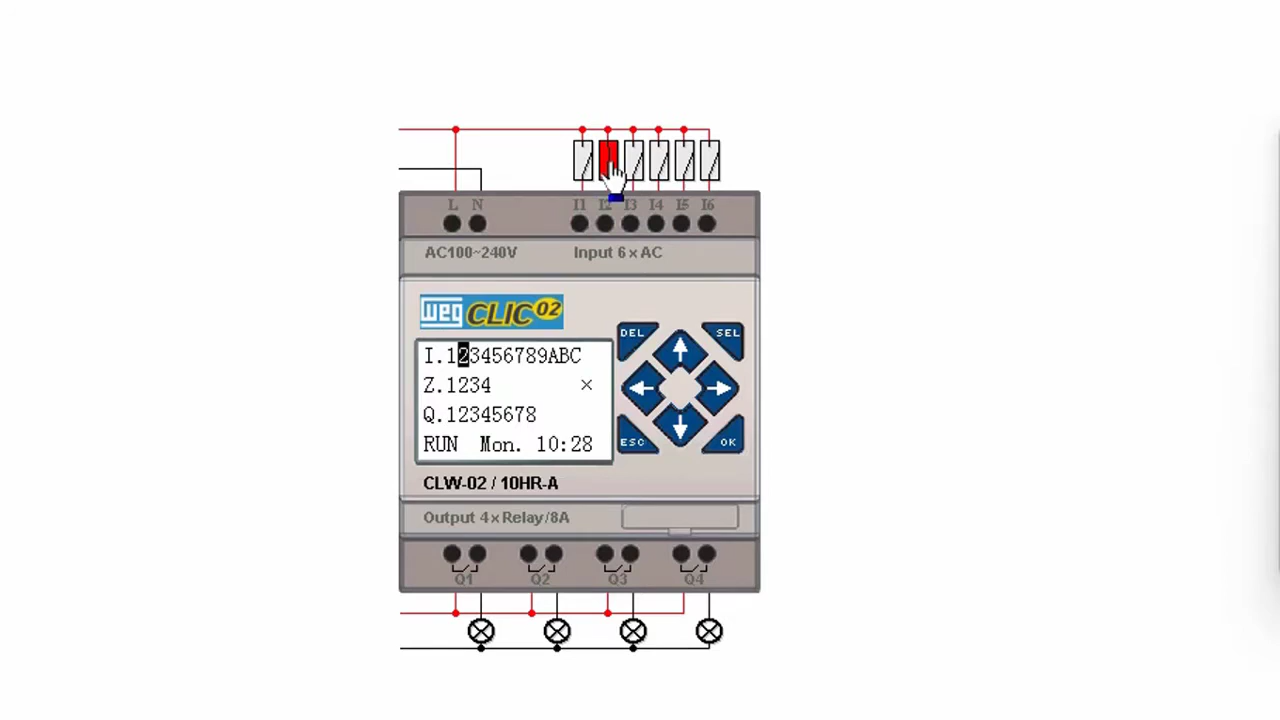 L N I1 I2 I3 I4 I5 I6
AC100~240V Input 6 x AC
weg CLIC 02
DEL SEL
I.123456789ABC
Z.1234 ×
Q.12345678
RUN Mon. 10:28
ESC OK
CLW-02 / 10HR-A
Output 4 x Relay/8A
Q1 Q2 Q3 Q4